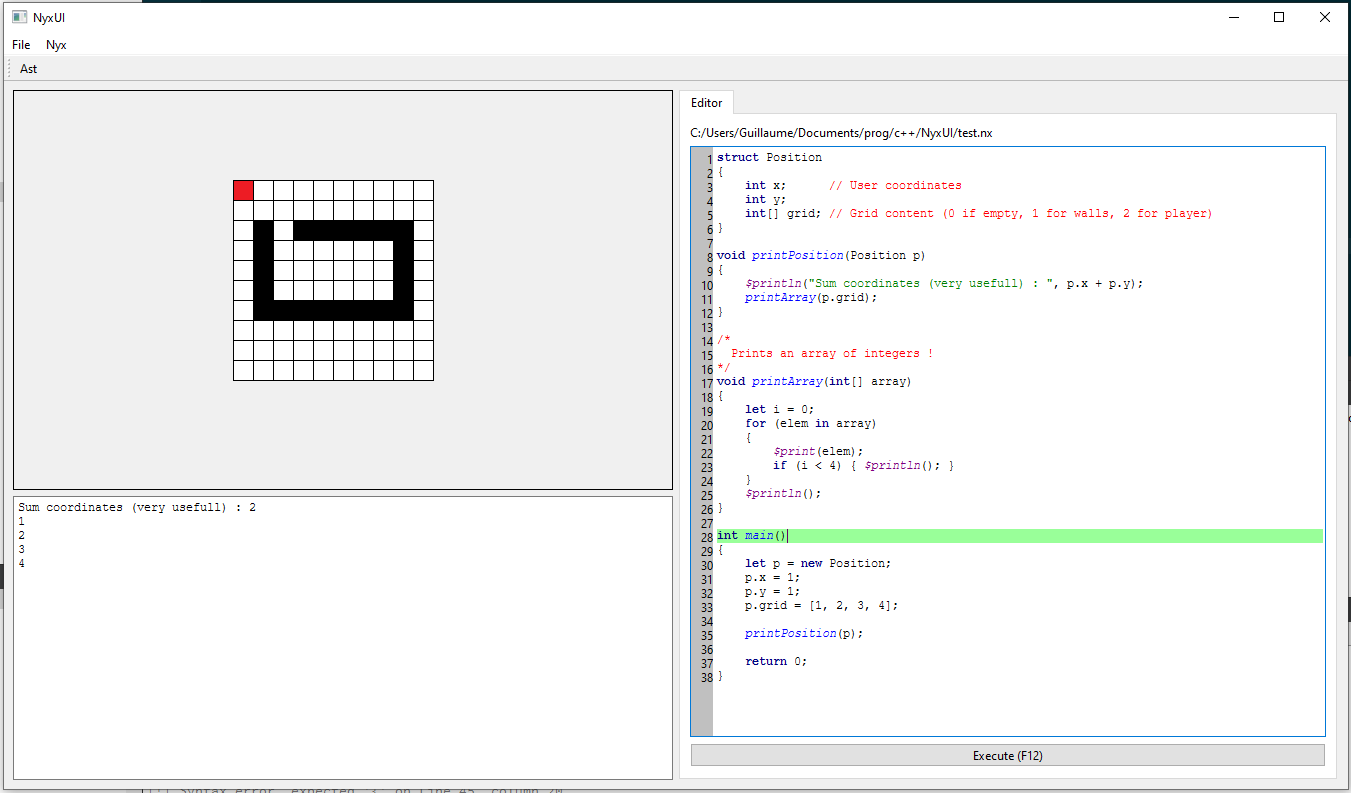 NyxUI
File Nyx
Ast
Sum coordinates (very usefull) : 2
1
2
3
4
Editor
C:/Users/Guillaume/Documents/prog/c++/NyxUI/test.nx
1 struct Position
2 {
3     int x;      // User coordinates
4     int y;
5     int[] grid; // Grid content (0 if empty, 1 for walls, 2 for player)
6 }
7
8 void printPosition(Position p)
9 {
10     $println("Sum coordinates (very usefull) : ", p.x + p.y);
11     printArray(p.grid);
12 }
13
14 /*
15   Prints an array of integers !
16 */
17 void printArray(int[] array)
18 {
19     let i = 0;
20     for (elem in array)
21     {
22         $print(elem);
23         if (i < 4) { $println(); }
24     }
25     $println();
26 }
27
28 int main()
29 {
30     let p = new Position;
31     p.x = 1;
32     p.y = 1;
33     p.grid = [1, 2, 3, 4];
34
35     printPosition(p);
36
37     return 0;
38 }
Execute (F12)